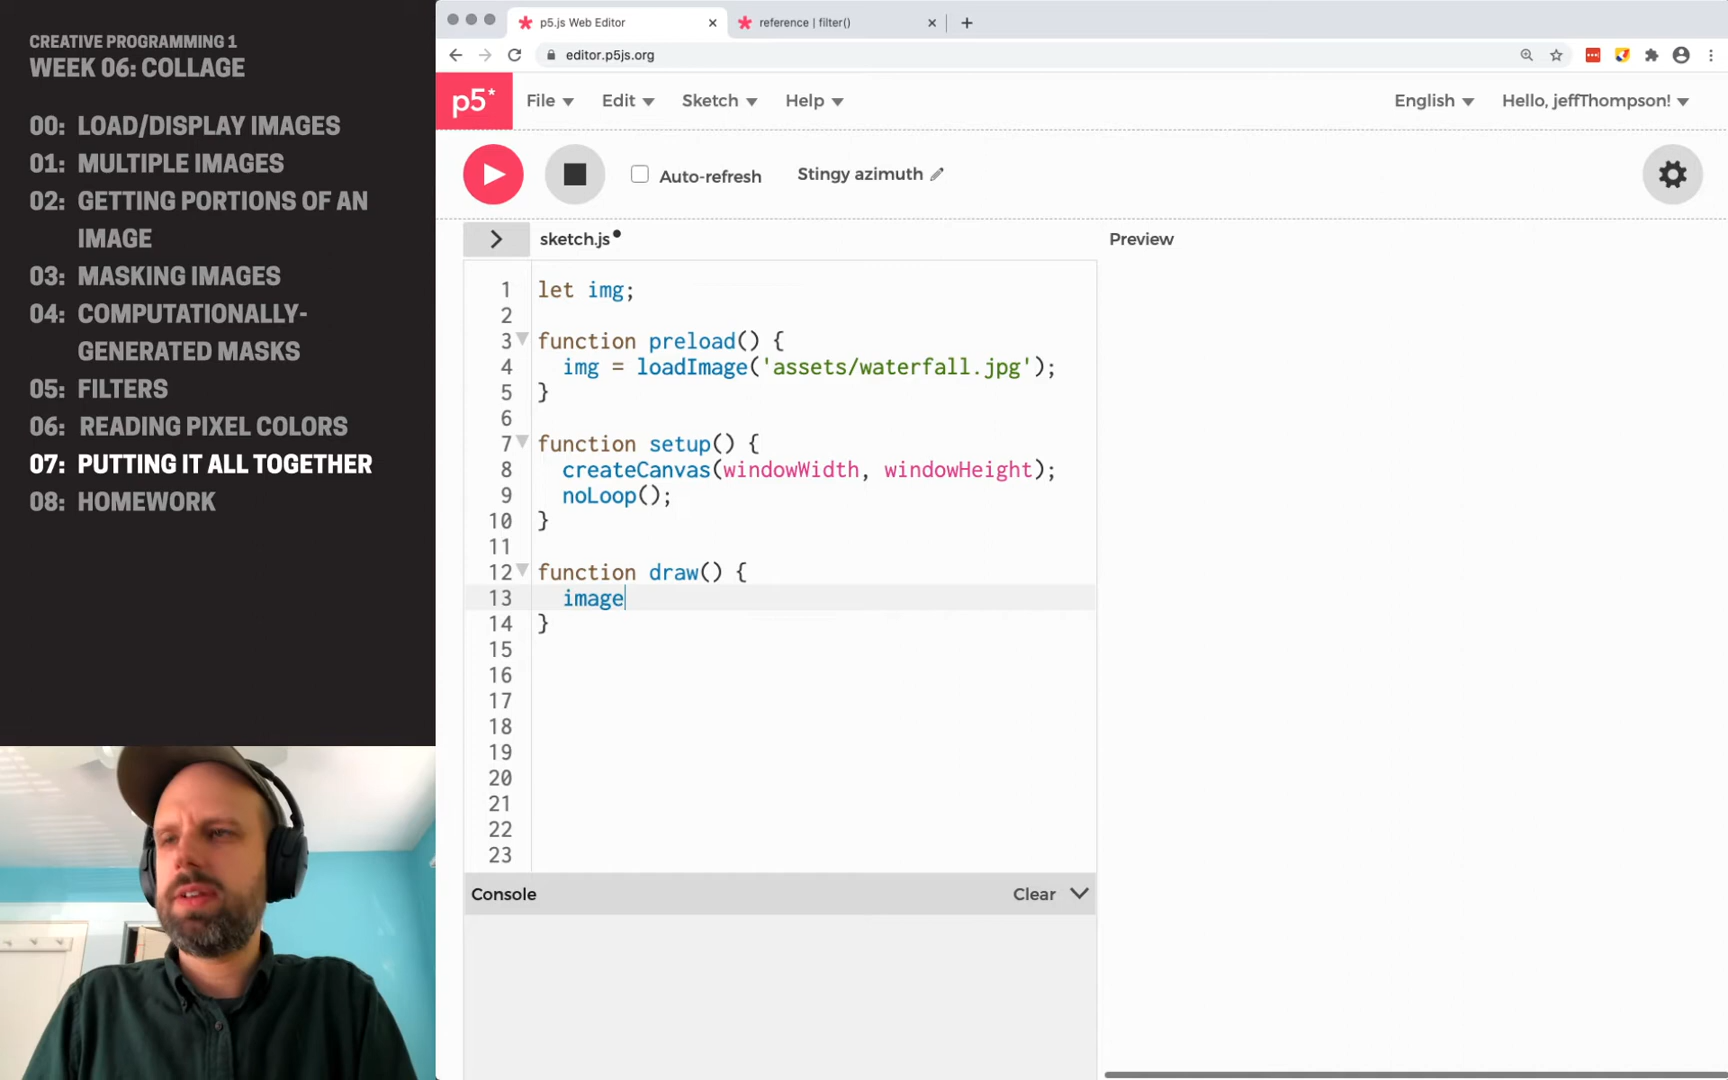 CREATIVE PROGRAMMING 1
WEEK 06: COLLAGE
00: LOAD/DISPLAY IMAGES
01: MULTIPLE IMAGES
02: GETTING PORTIONS OF AN
IMAGE
03: MASKING IMAGES
04: COMPUTATIONALLY-
GENERATED MASKS
05: FILTERS
06: READING PIXEL COLORS
07: PUTTING IT ALL TOGETHER
08: HOMEWORK
p5.js Web Editor
reference | filter()
editor.p5js.org
p5*
File
Edit
Sketch
Help
English
Hello, jeffThompson!
Auto-refresh
Stingy azimuth
sketch.js
Preview
1 let img;
2
3 function preload() {
4 img = loadImage('assets/waterfall.jpg');
5 }
6
7 function setup() {
8 createCanvas(windowWidth, windowHeight);
9 noLoop();
10 }
11
12 function draw() {
13 image
14 }
15
16
17
18
19
20
21
22
23
Console
Clear